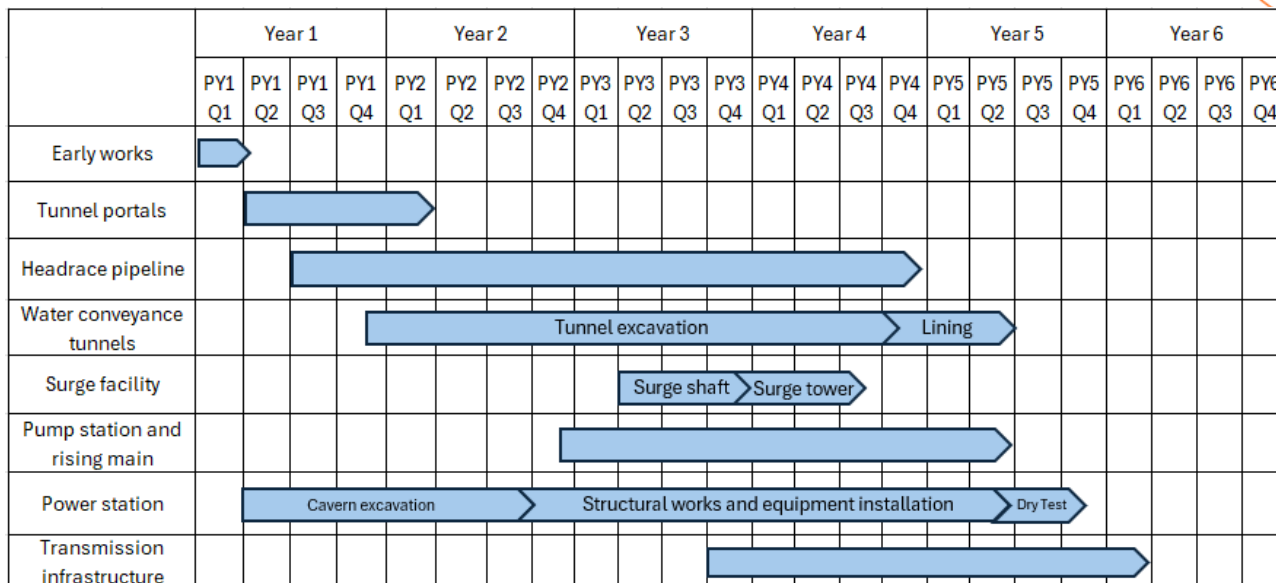 Year 1 Year 2 Year 3 Year 4 Year 5 Year 6
PY1 PY1 PY1 PY1 PY2 PY2 PY2 PY2 PY3 PY3 PY3 PY3 PY4 PY4 PY4 PY4 PY5 PY5 PY5 PY5 PY6 PY6 PY6 PY6
Q1 Q2 Q3 Q4 Q1 Q2 Q3 Q4 Q1 Q2 Q3 Q4 Q1 Q2 Q3 Q4 Q1 Q2 Q3 Q4 Q1 Q2 Q3 Q4
Early works
Tunnel portals
Headrace pipeline
Water conveyance
tunnels
Tunnel excavation Lining
Surge facility Surge shaft Surge tower
Pump station and
rising main
Power station Cavern excavation Structural works and equipment installation Dry Test
Transmission
infrastructure